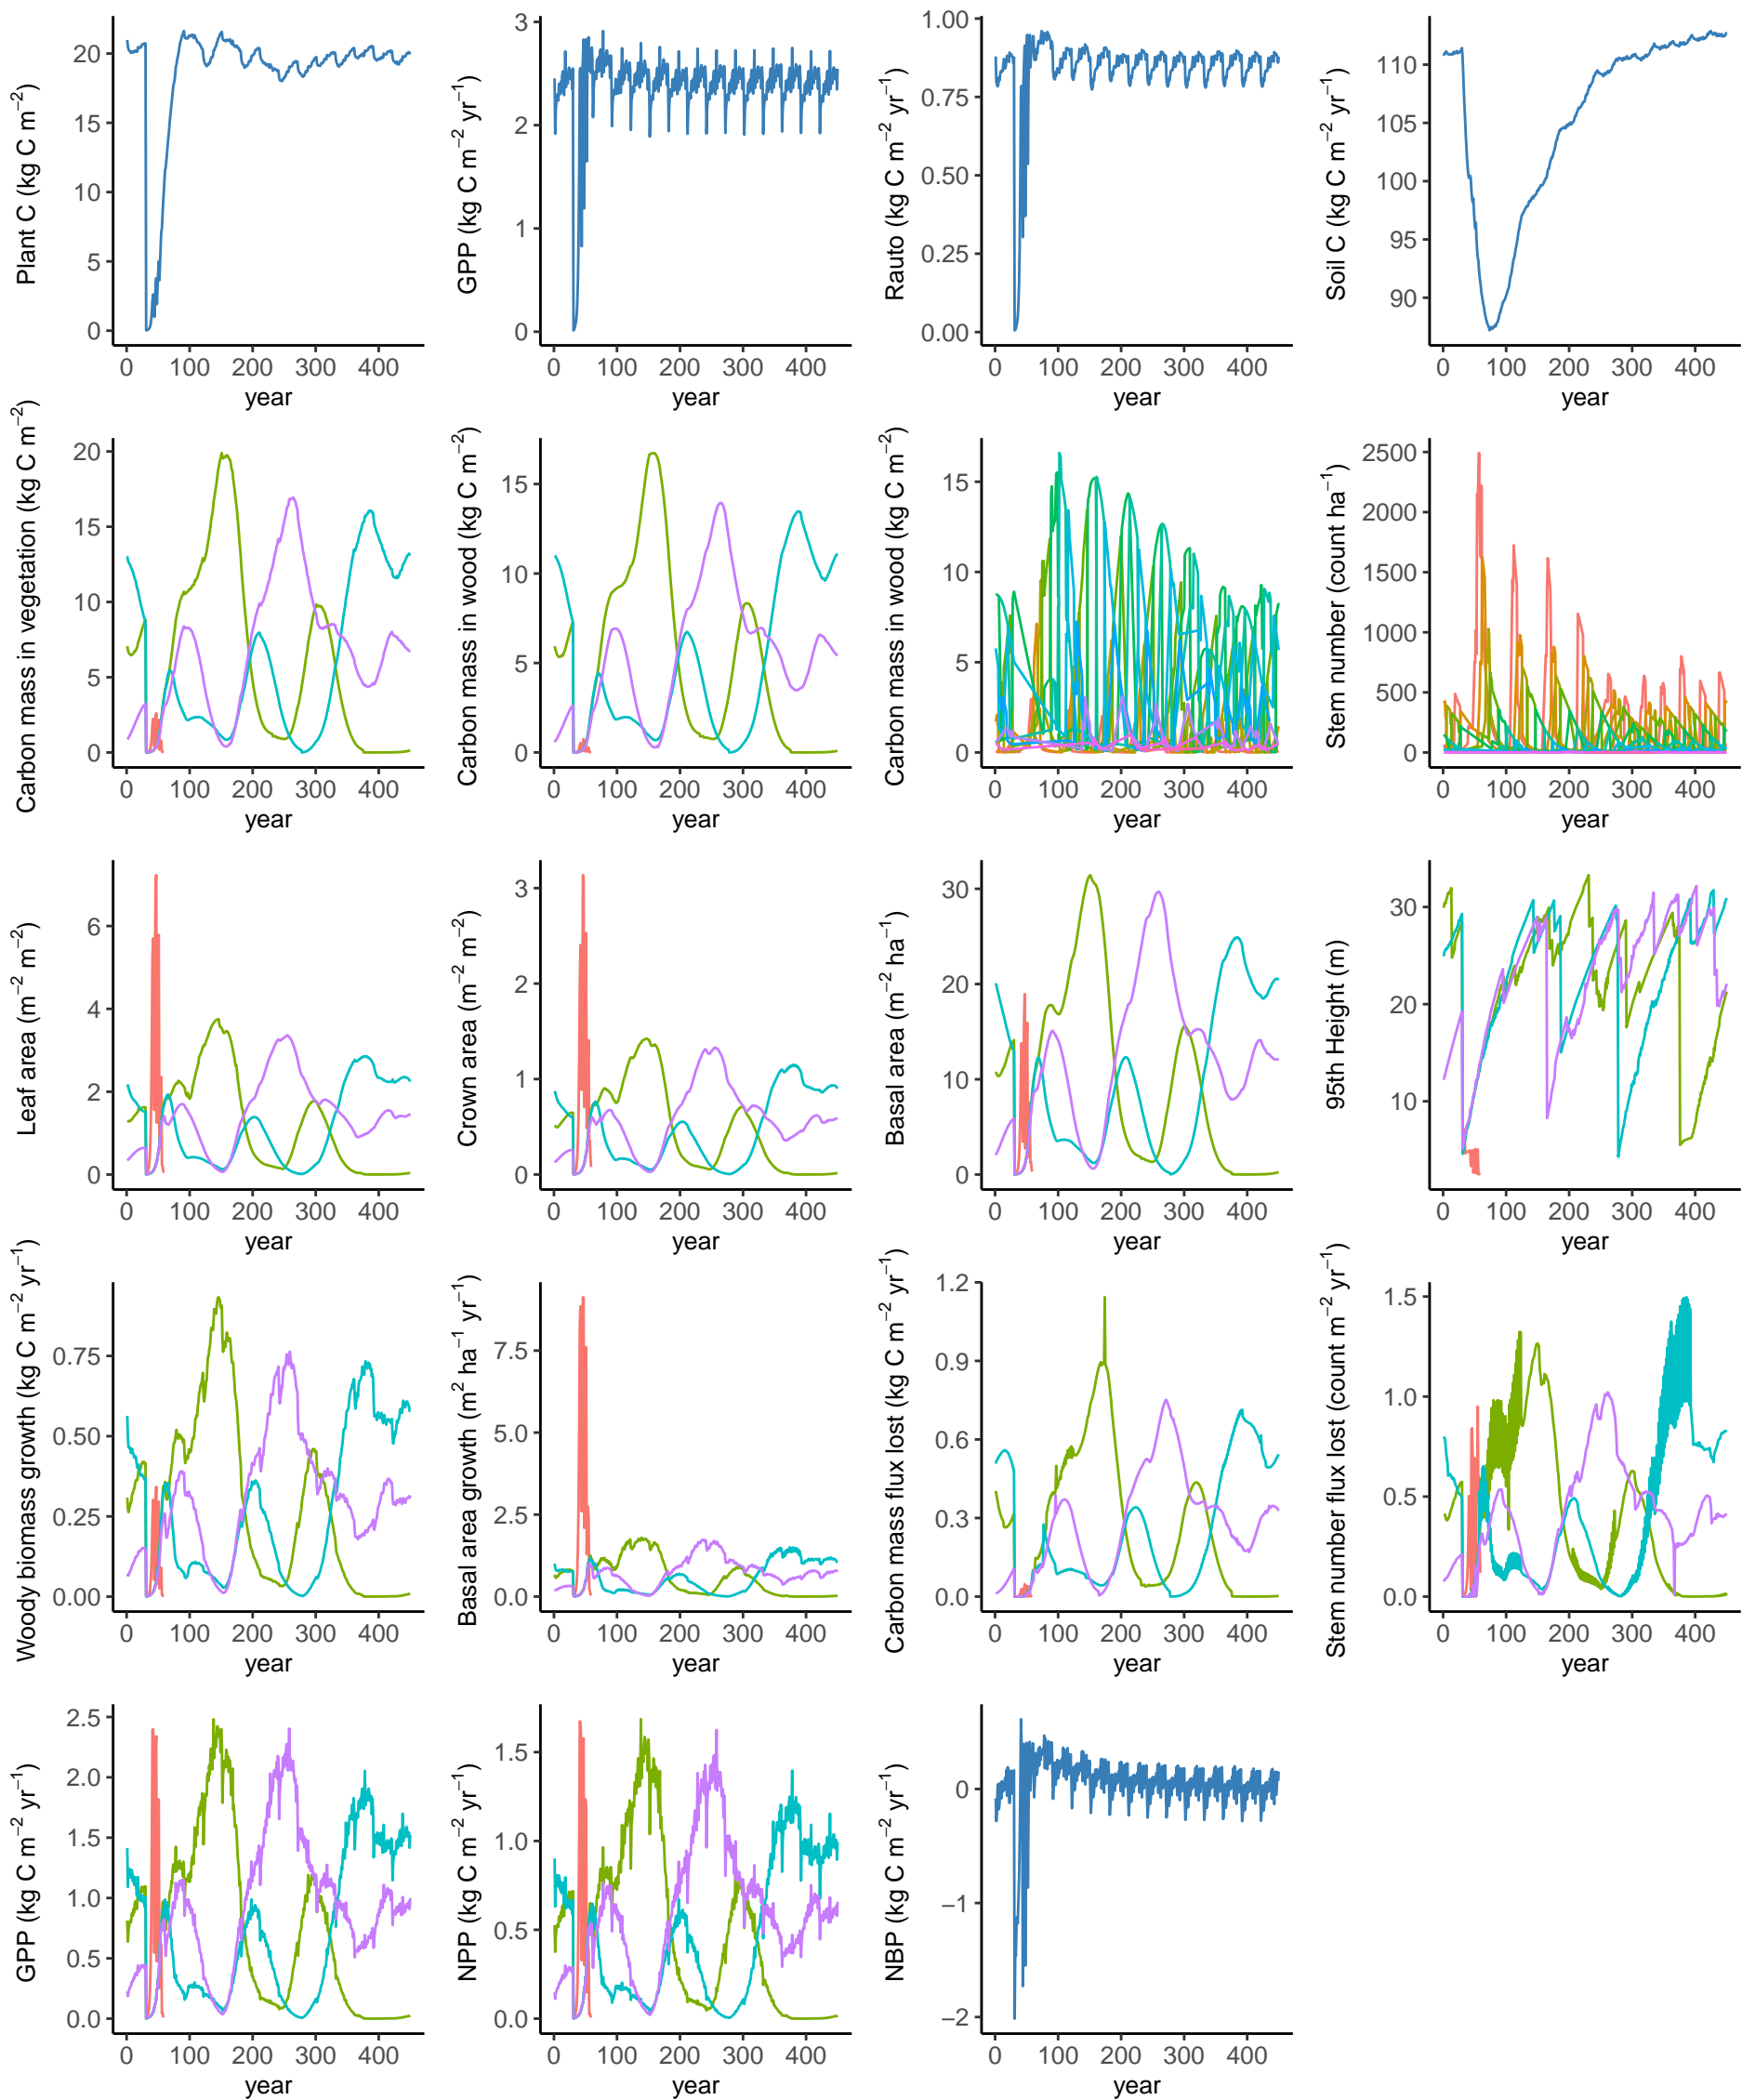 Plant C (kg C m−2)
20
15
10
5
0
0 100 200 300 400
year
GPP (kg C m−2 yr−1)
3
2
1
0
0 100 200 300 400
year
Rauto (kg C m−2 yr−1)
1.00
0.75
0.50
0.25
0.00
0 100 200 300 400
year
Soil C (kg C m−2 yr−1)
110
105
100
95
90
0 100 200 300 400
year
Carbon mass in vegetation (kg C m−2)
20
15
10
5
0
0 100 200 300 400
year
Carbon mass in wood (kg C m−2)
15
10
5
0
0 100 200 300 400
year
Carbon mass in wood (kg C m−2)
15
10
5
0
0 100 200 300 400
year
Stem number (count ha−1)
2500
2000
1500
1000
500
0
0 100 200 300 400
year
Leaf area (m−2 m−2)
6
4
2
0
0 100 200 300 400
year
Crown area (m−2 m−2)
3
2
1
0
0 100 200 300 400
year
Basal area (m−2 ha−1)
30
20
10
0
0 100 200 300 400
year
95th Height (m)
30
20
10
0 100 200 300 400
year
Woody biomass growth (kg C m−2 yr−1)
0.75
0.50
0.25
0.00
0 100 200 300 400
year
Basal area growth (m2 ha−1 yr−1)
7.5
5.0
2.5
0.0
0 100 200 300 400
year
Carbon mass flux lost (kg C m−2 yr−1)
1.2
0.9
0.6
0.3
0.0
0 100 200 300 400
year
Stem number flux lost (count m−2 yr−1)
1.5
1.0
0.5
0.0
0 100 200 300 400
year
GPP (kg C m−2 yr−1)
2.5
2.0
1.5
1.0
0.5
0.0
0 100 200 300 400
year
NPP (kg C m−2 yr−1)
1.5
1.0
0.5
0.0
0 100 200 300 400
year
NBP (kg C m−2 yr−1)
0
−1
−2
0 100 200 300 400
year